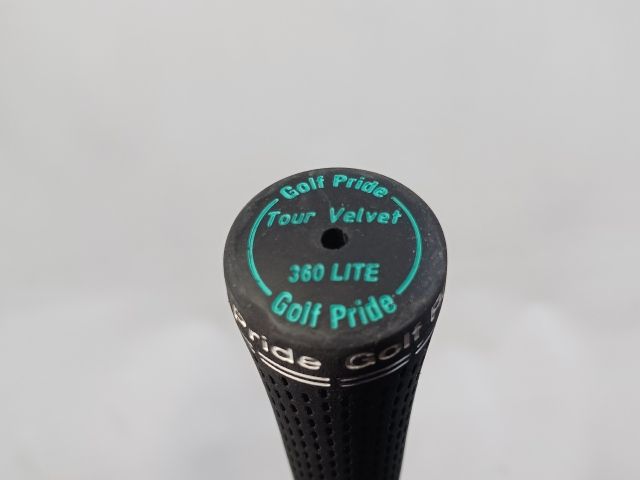 Golf Pride
Tour Velvet
360 LITE
Golf Pride
Pride Golf